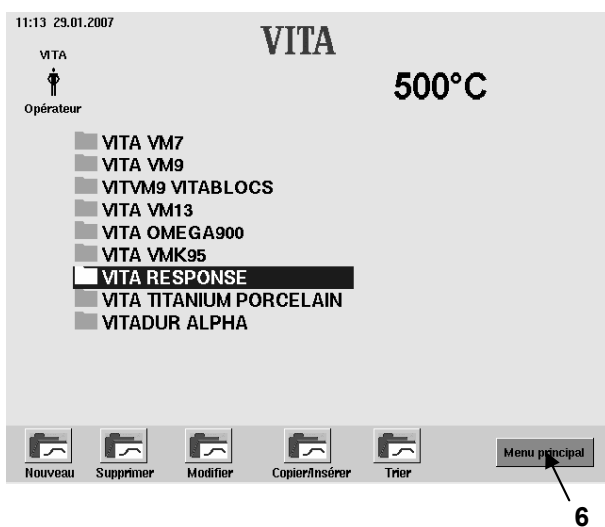 11:13 29.01.2007
VITA
VITA
500°C
Opérateur
VITA VM7
VITA VM9
VITVM9 VITABLOCS
VITA VM13
VITA OMEGA900
VITA VMK95
VITA RESPONSE
VITA TITANIUM PORCELAIN
VITADUR ALPHA
Nouveau Supprimer Modifier Copier/Insérer Trier Menu principal
6